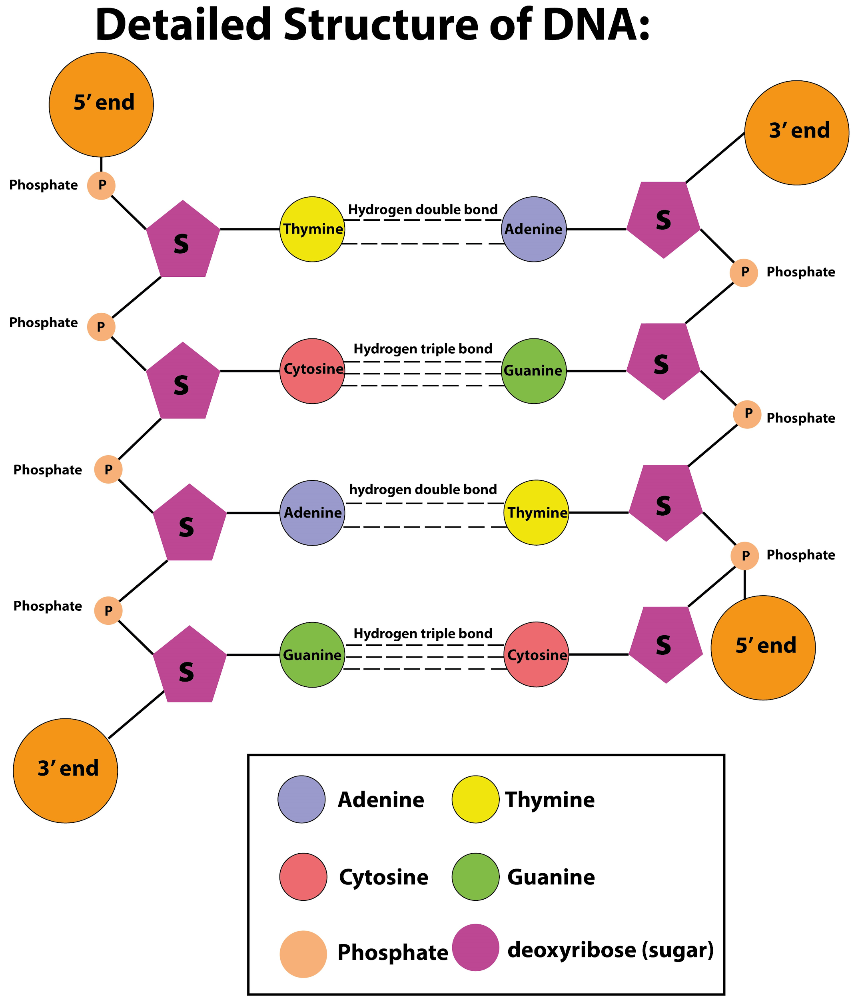 Detailed Structure of DNA:
5’ end
3’ end
Phosphate
P
S
Thymine
Hydrogen double bond
Adenine
S
P
Phosphate
Phosphate
P
S
Cytosine
Hydrogen triple bond
Guanine
S
P
Phosphate
Phosphate
P
S
Adenine
hydrogen double bond
Thymine
S
P
Phosphate
Phosphate
P
S
Guanine
Hydrogen triple bond
Cytosine
S
5’ end
3’ end
Adenine
Thymine
Cytosine
Guanine
Phosphate
deoxyribose (sugar)